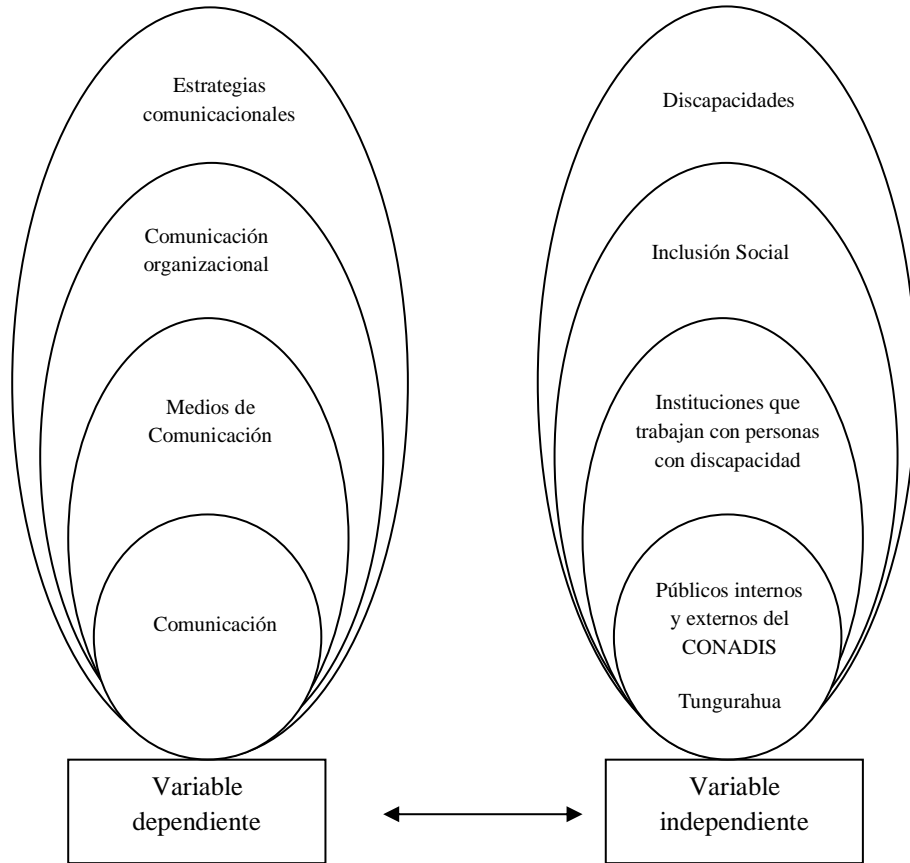 Estrategias
comunicacionales
Comunicación
organizacional
Medios de
Comunicación
Comunicación
Variable
dependiente
Discapacidades
Inclusión Social
Instituciones que
trabajan con personas
con discapacidad
Públicos internos
y externos del
CONADIS
Tungurahua
Variable
independiente